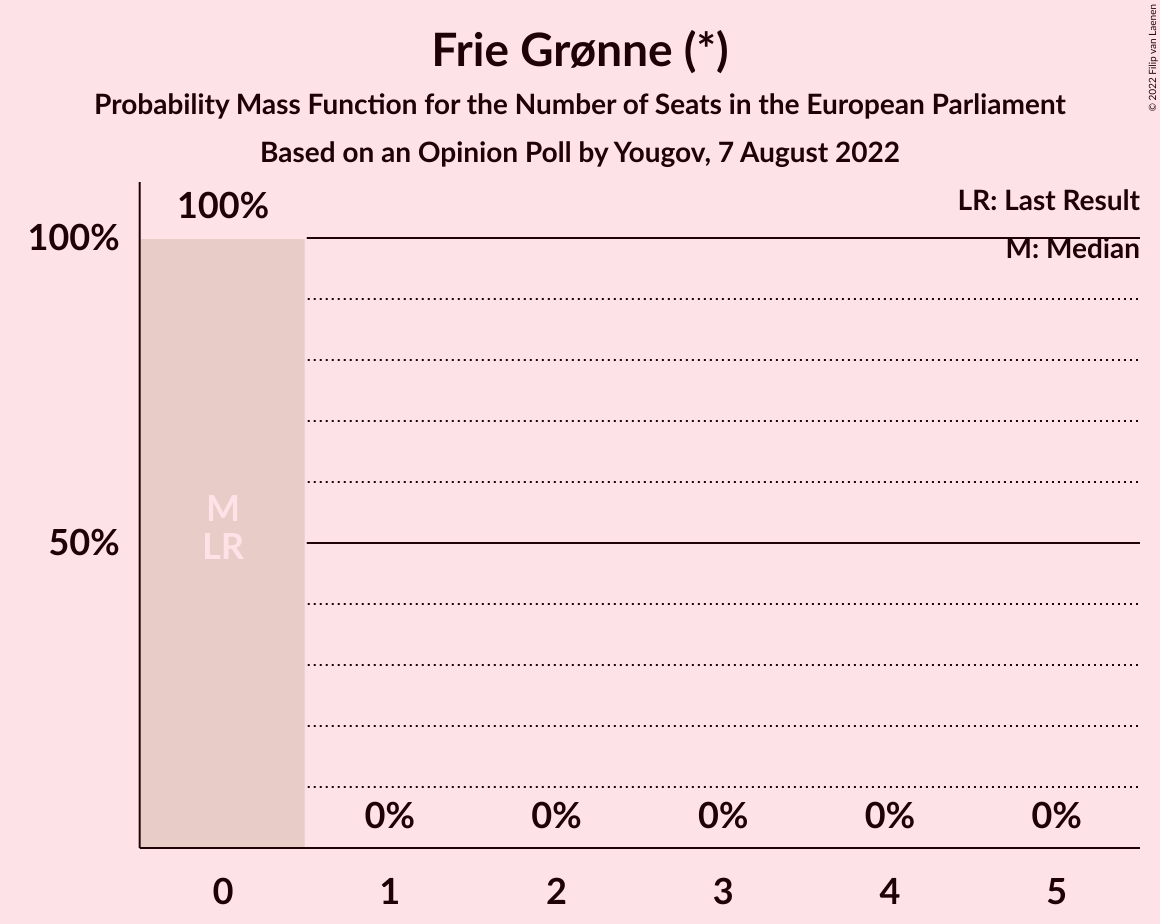 Frie Grønne (*)
Probability Mass Function for the Number of Seats in the European Parliament
Based on an Opinion Poll by Yougov, 7 August 2022
© 2022 Filip van Laenen
LR: Last Result
M: Median
100%
100%
50%
M
LR
0% 0% 0% 0% 0%
0 1 2 3 4 5